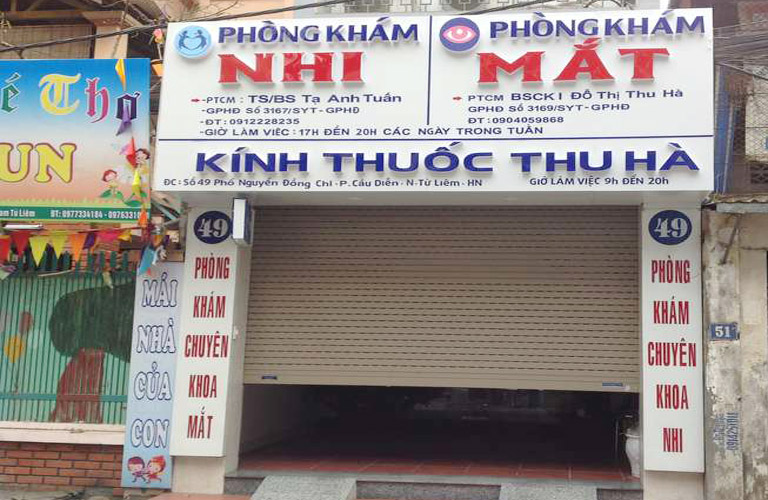 PHÒNG KHÁM
NHI
- PTCM : TS/BS Tạ Anh Tuấn
-GPHĐ Số 3167/SYT-GPHĐ
-ĐT: 0912228235
-GIỜ LÀM VIỆC : 17H ĐẾN 20H CÁC NGÀY TRONG TUẦN
PHÒNG KHÁM
MẮT
PTCM BSCK I Đỗ Thị Thu Hà
GPHĐ SỐ 3169/SYT-GPHĐ
ĐT: 0904059868
KÍNH THUỐC THU HÀ
ĐC: Số 49 Phố Nguyễn Đổng Chi - P.Cầu Diễn - N-Từ Liêm - HN
GIỜ LÀM VIỆC 9h ĐẾN 20h
Thơ
UN
ĐT: 0977334184 - 0976331
MÁI
NHÀ
CỦA
CON
49
PHÒNG
KHÁM
CHUYÊN
KHOA
MẮT
49
PHÒNG
KHÁM
CHUYÊN
KHOA
NHI
51